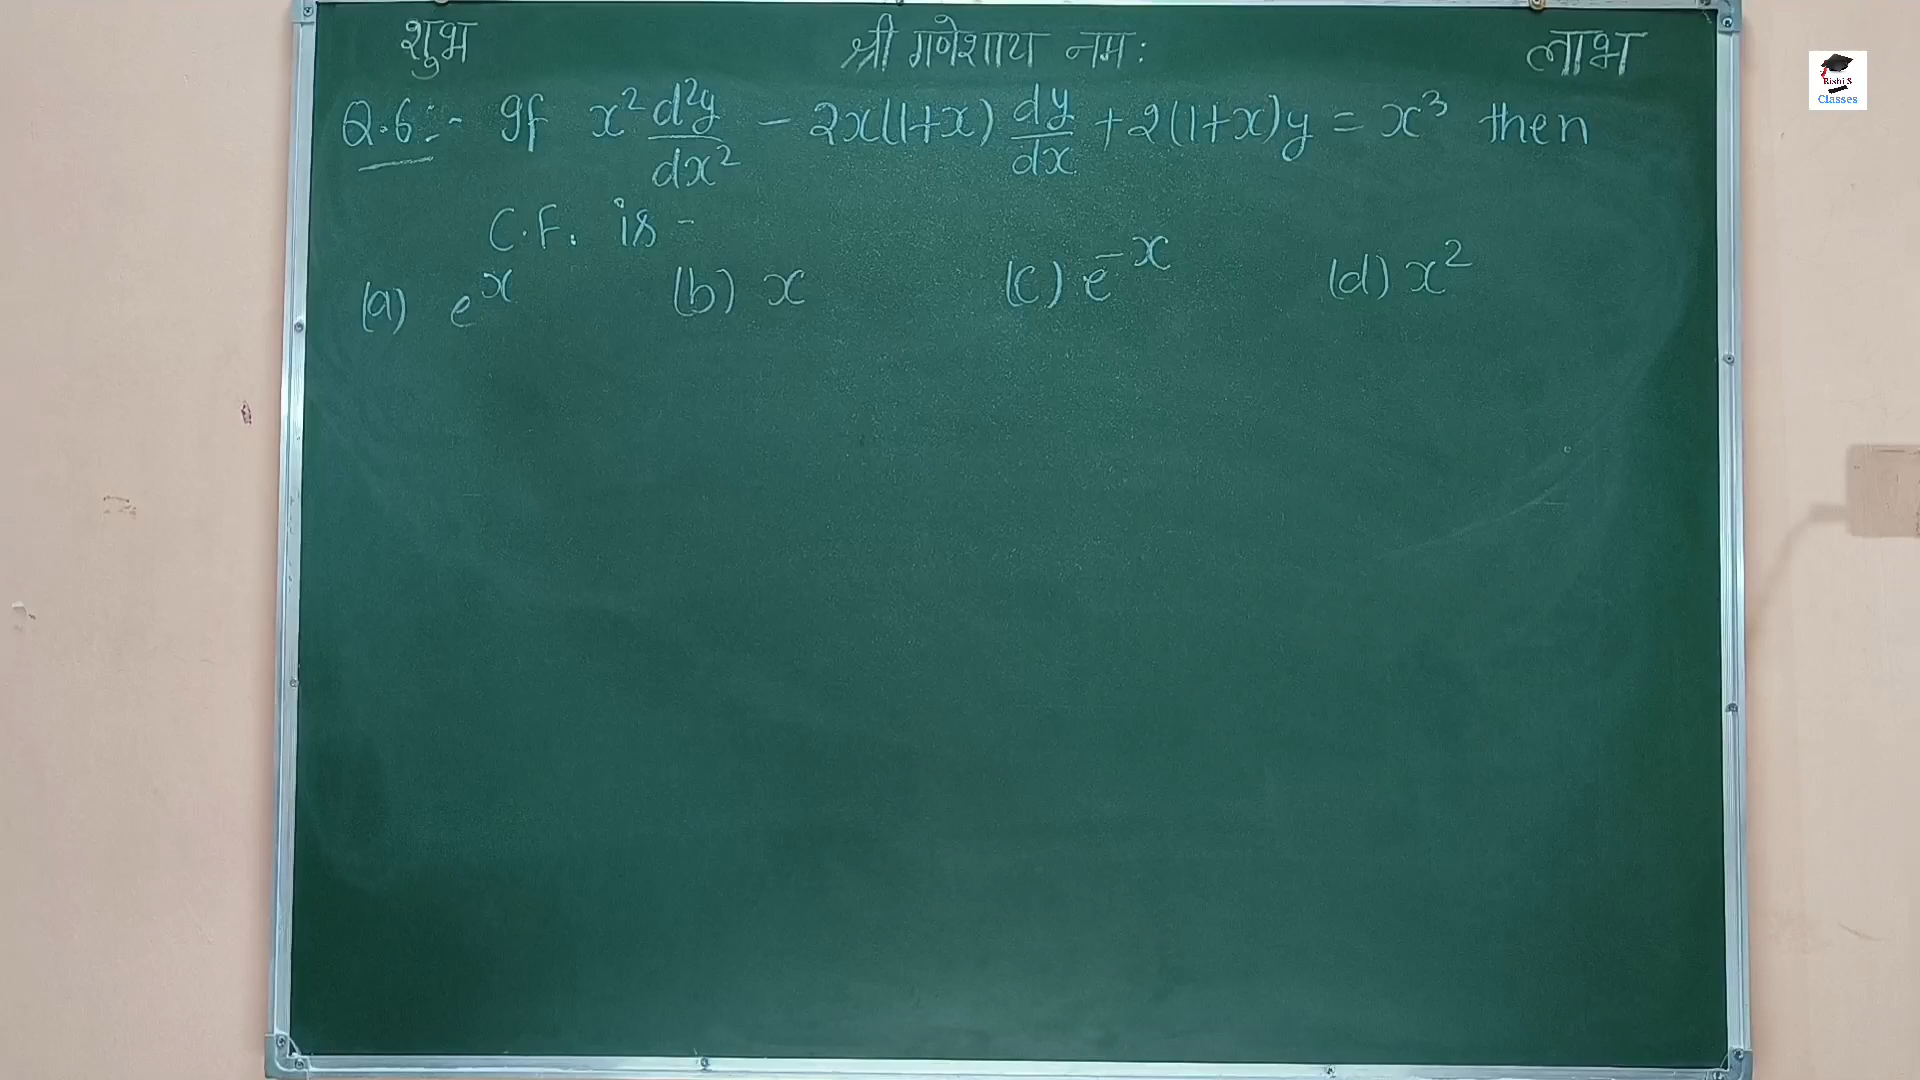 शुभ श्री गणेशाय नमः लाभ
Rishi S
Classes
Q.6:- If x² d²y/dx² - 2x(1+x) dy/dx + 2(1+x)y = x³ then
C.F. is -
(a) eˣ (b) x (c) e⁻ˣ (d) x²